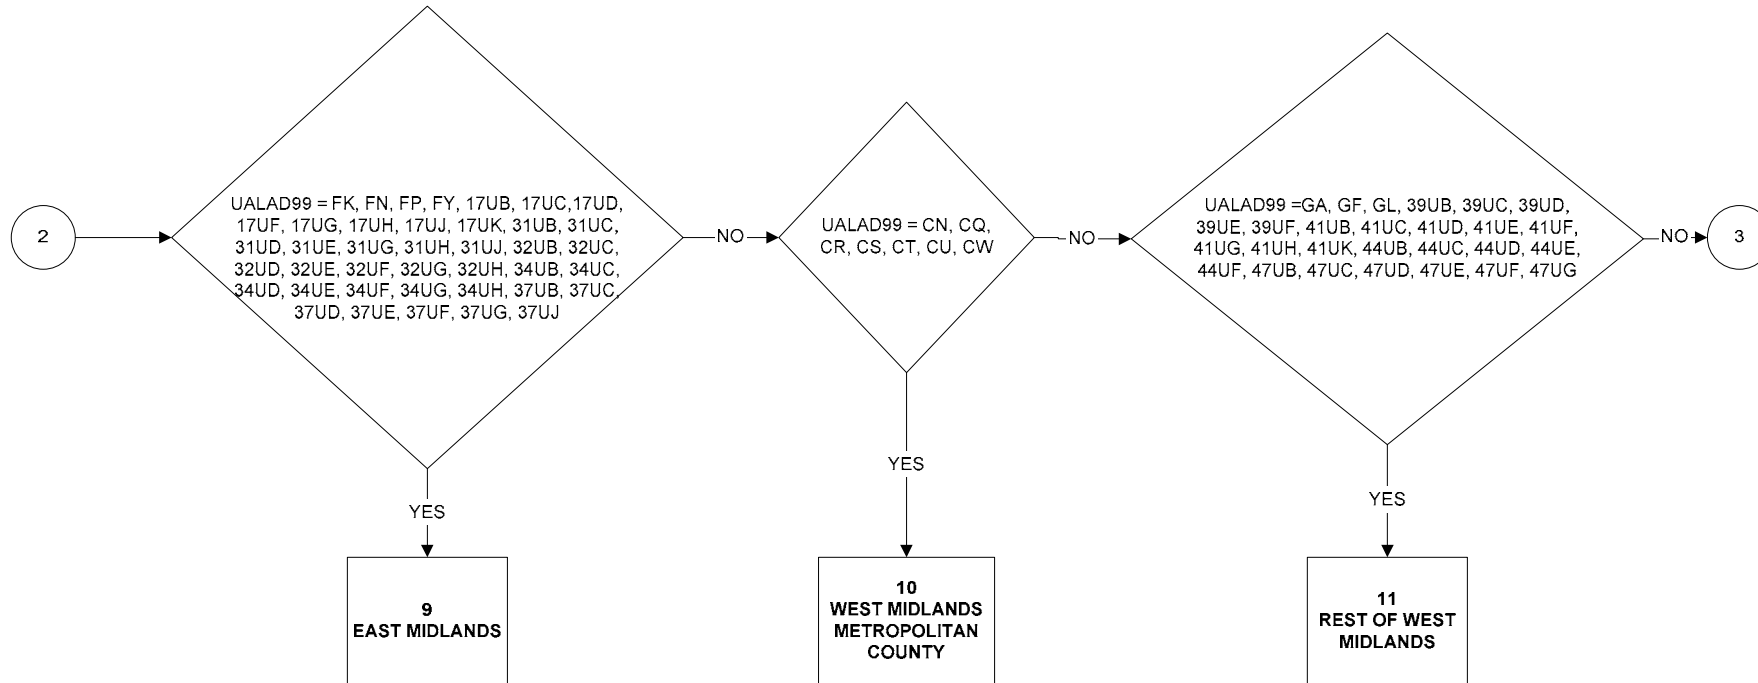 2
UALAD99 =FK, FN, FP, FY, 17UB, 17UC,17UD,
17UF, 17UG, 17UH, 17UJ, 17UK, 31UB, 31UC,
31UD, 31UE, 31UG, 31UH, 31UJ, 32UB, 32UC,
32UD, 32UE, 32UF, 32UG, 32UH, 34UB, 34UC,
34UD, 34UE, 34UF, 34UG, 34UH, 37UB, 37UC,
37UD, 37UE, 37UF, 37UG, 37UJ
NO
UALAD99 = CN, CQ,
CR, CS, CT, CU, CW
NO
UALAD99 =GA, GF, GL, 39UB, 39UC, 39UD,
39UE, 39UF, 41UB, 41UC, 41UD, 41UE, 41UF,
41UG, 41UH, 41UK, 44UB, 44UC, 44UD, 44UE,
44UF, 47UB, 47UC, 47UD, 47UE, 47UF, 47UG
NO
3
YES
YES
YES
9
EAST MIDLANDS
10
WEST MIDLANDS
METROPOLITAN
COUNTY
11
REST OF WEST
MIDLANDS